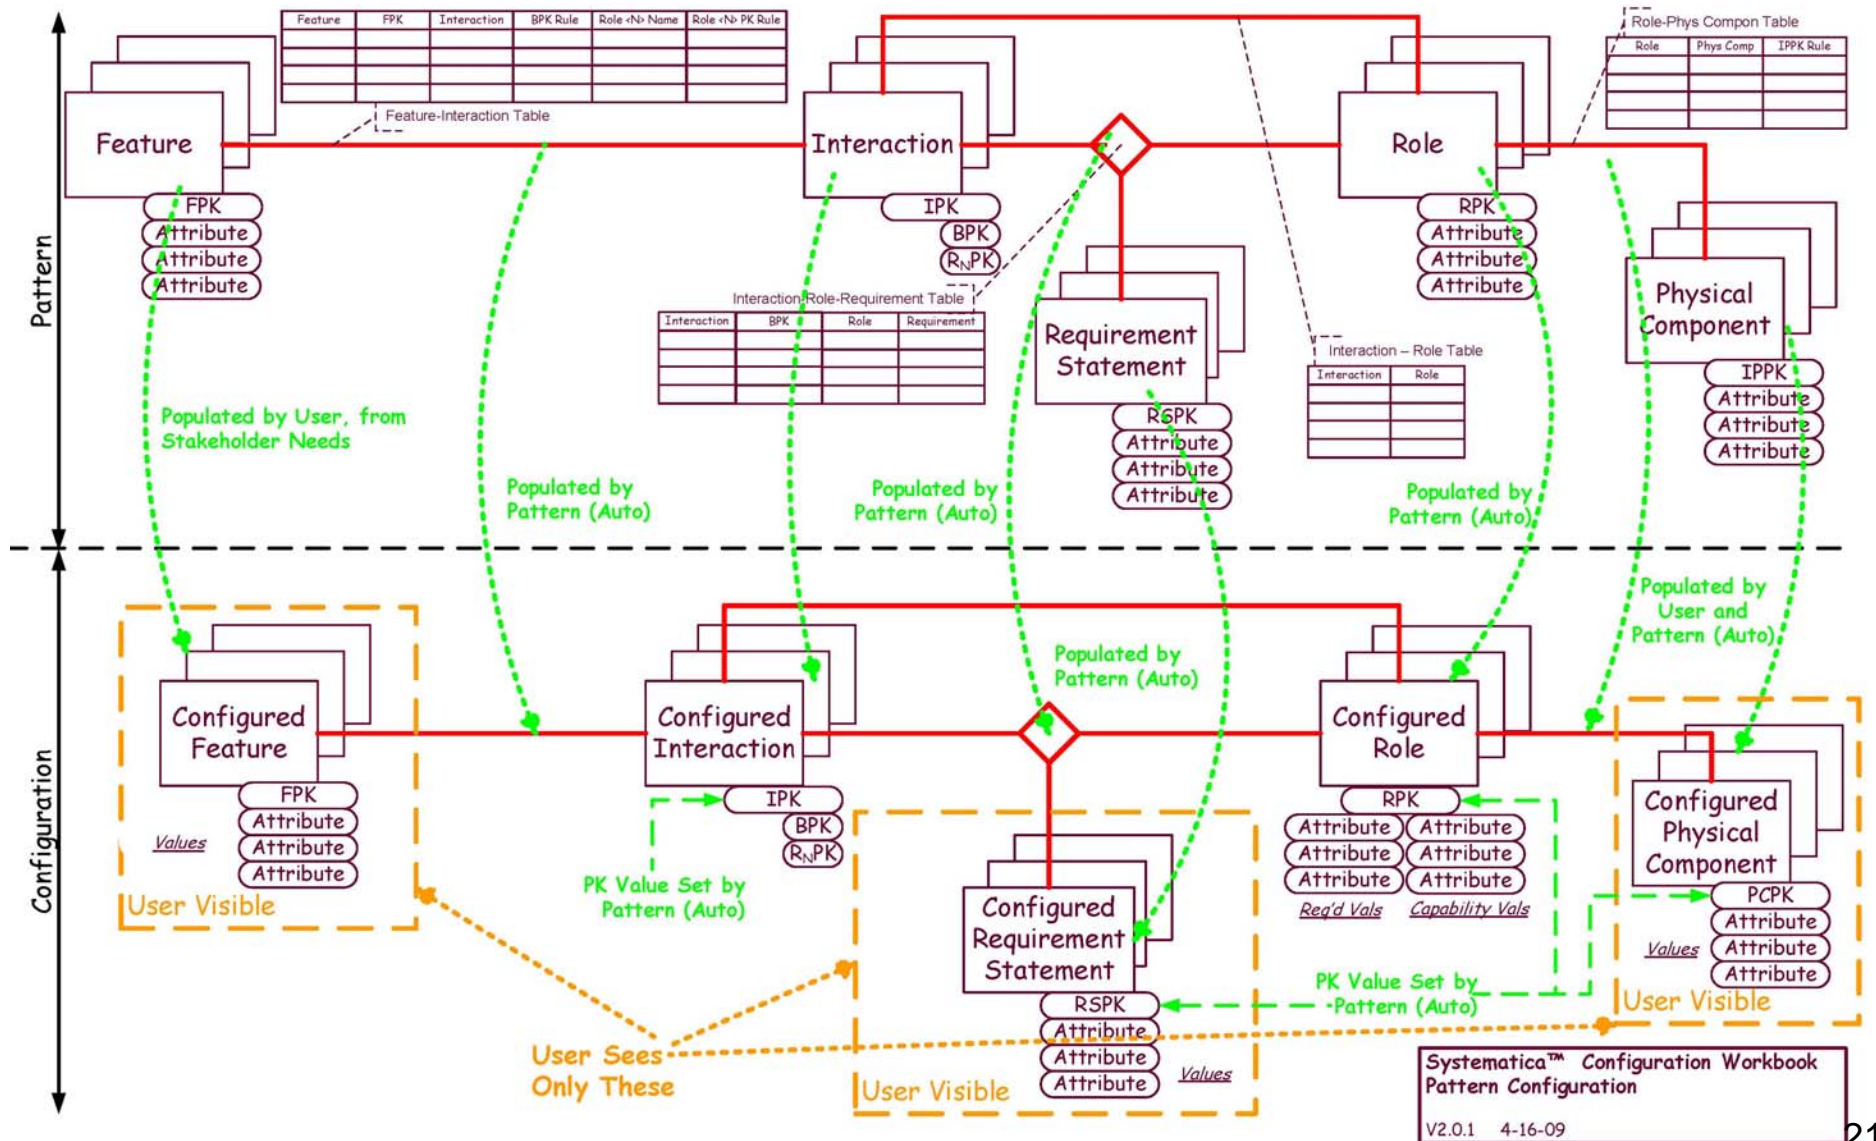 Pattern
Feature FPK Interaction BPK Rule Role <N> Name Role <N> PK Rule
Feature-Interaction Table
Role-Phys Compon Table
Role Phys Comp IPPK Rule
Feature
FPK
Attribute
Attribute
Attribute
Interaction
IPK
BPK
RNPK
Role
RPK
Attribute
Attribute
Attribute
Physical
Component
IPPK
Attribute
Attribute
Attribute
Interaction-Role-Requirement Table
Interaction BPK Role Requirement
Requirement
Statement
RSPK
Attribute
Attribute
Attribute
Interaction – Role Table
Interaction Role
Populated by User, from
Stakeholder Needs
Populated by
Pattern (Auto)
Populated by
Pattern (Auto)
Populated by
Pattern (Auto)
Configuration
Populated by
User and
Pattern (Auto)
Populated by
Pattern (Auto)
Configured
Feature
FPK
Attribute
Attribute
Attribute
Values
User Visible
Configured
Interaction
IPK
BPK
RNPK
PK Value Set by
Pattern (Auto)
Configured
Requirement
Statement
RSPK
Attribute
Attribute
Attribute
Values
User Visible
Configured
Role
RPK
Attribute Attribute
Attribute Attribute
Attribute Attribute
Req'd Vals Capability Vals
Configured
Physical
Component
PCPK
Attribute
Attribute
Attribute
Values
User Visible
PK Value Set by
Pattern (Auto)
User Sees
Only These
Systematica™ Configuration Workbook
Pattern Configuration
V2.0.1 4-16-09
21